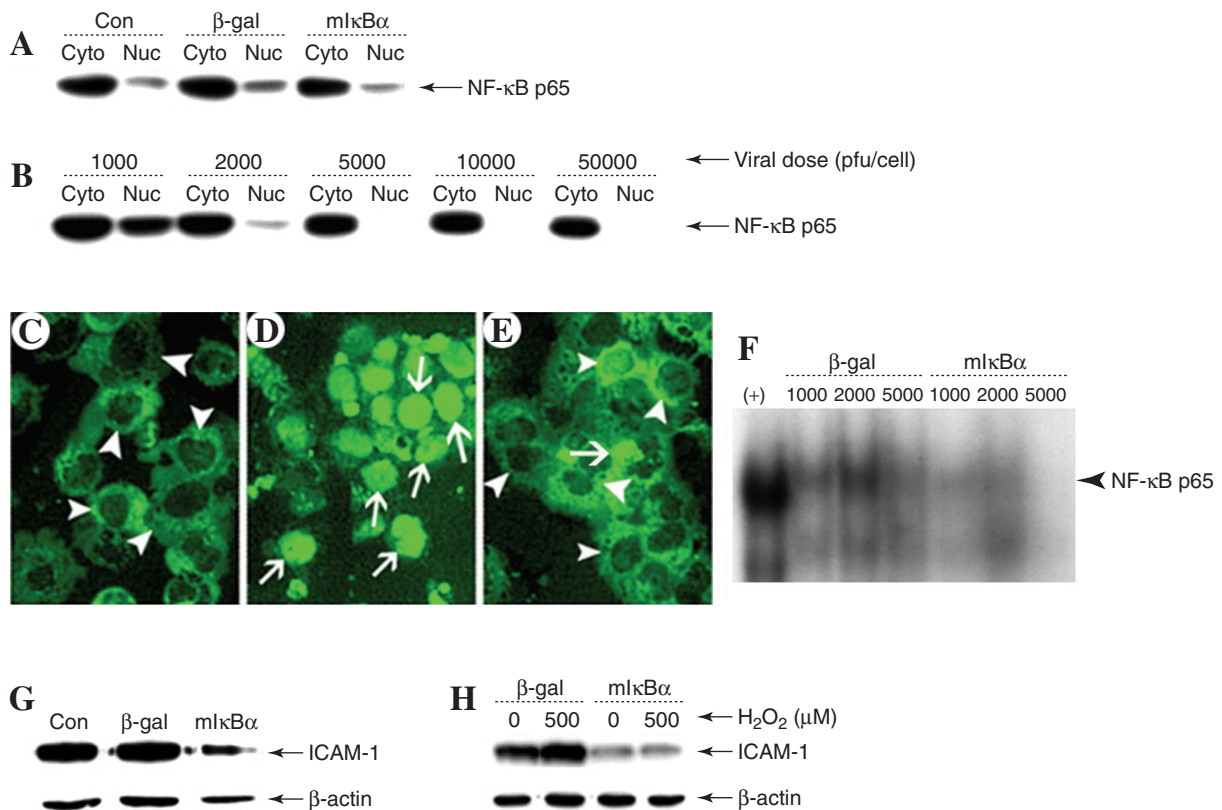 A
Con β-gal mIκBα
Cyto Nuc Cyto Nuc Cyto Nuc
NF-κB p65
B
1000 2000 5000 10000 50000
Viral dose (pfu/cell)
Cyto Nuc Cyto Nuc Cyto Nuc Cyto Nuc Cyto Nuc
NF-κB p65
C D E
F
β-gal mIκBα
(+) 1000 2000 5000 1000 2000 5000
NF-κB p65
G
Con β-gal mIκBα
ICAM-1
β-actin
H
β-gal mIκBα
0 500 0 500
H₂O₂ (μM)
ICAM-1
β-actin